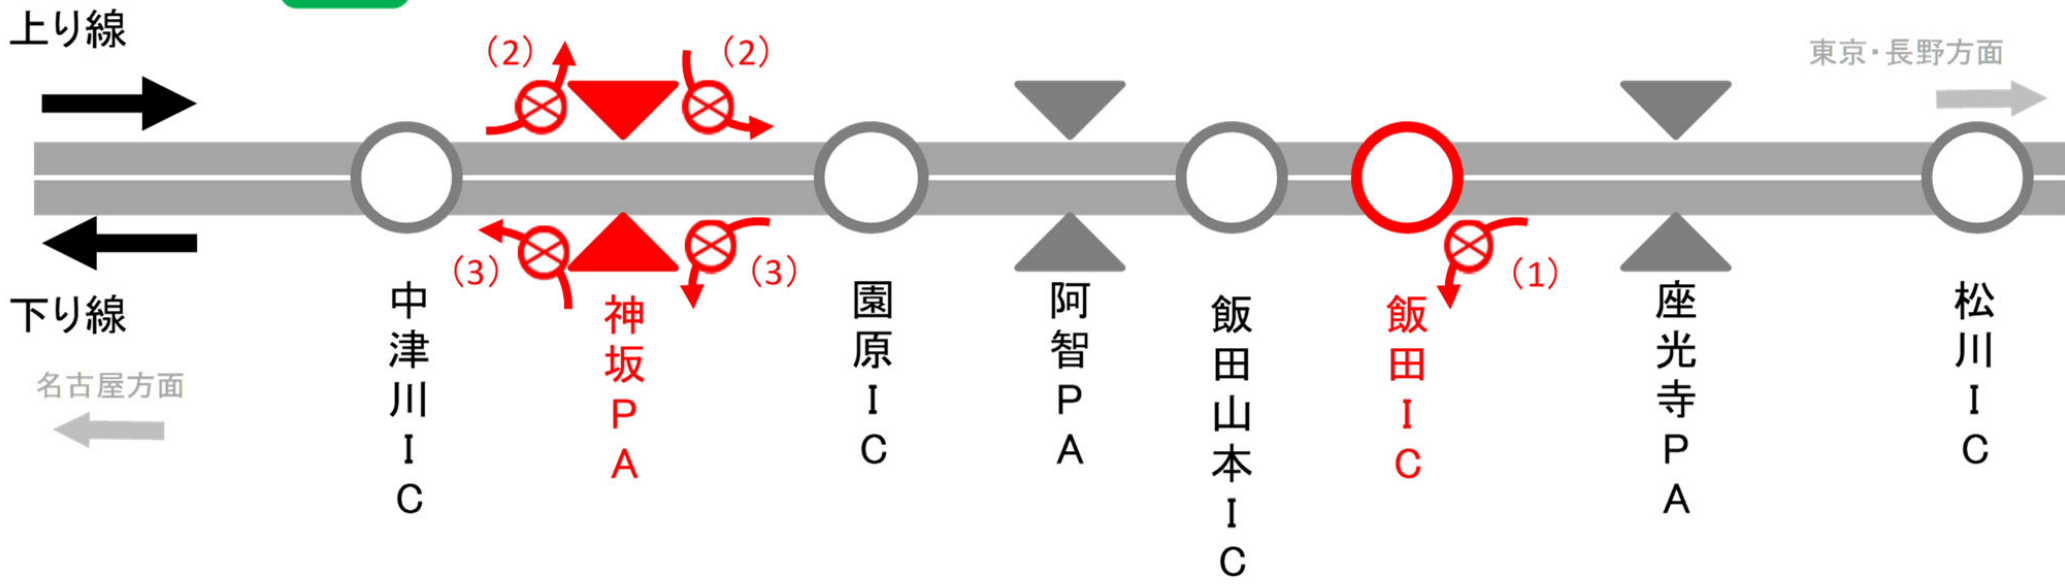 上り線
(2)
(2)
東京・長野方面
(3)
(3)
(1)
下り線
名古屋方面
中津川IC
神坂PA
園原IC
阿智PA
飯田山本IC
飯田IC
座光寺PA
松川IC